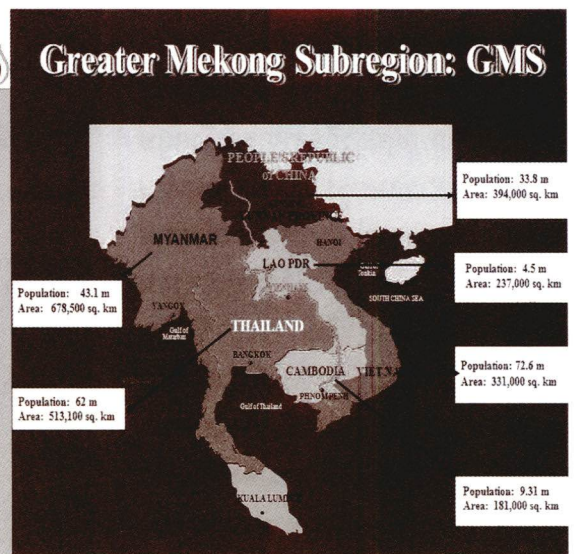 Greater Mekong Subregion: GMS
PEOPLE'S REPUBLIC
of CHINA
Population: 33.8 m
Area: 394,000 sq. km
MYANMAR
HANOI
LAO PDR
Population: 4.5 m
Area: 237,000 sq. km
SOUTH CHINA SEA
Population: 43.1 m
Area: 678,500 sq. km
Gulf of
THAILAND
BANGKOK
CAMBODIA
Population: 72.6 m
Area: 331,000 sq. km
PHNOM PENH
Population: 62 m
Area: 513,100 sq. km
Gulf of Thailand
Population: 9.31 m
Area: 181,000 sq. km